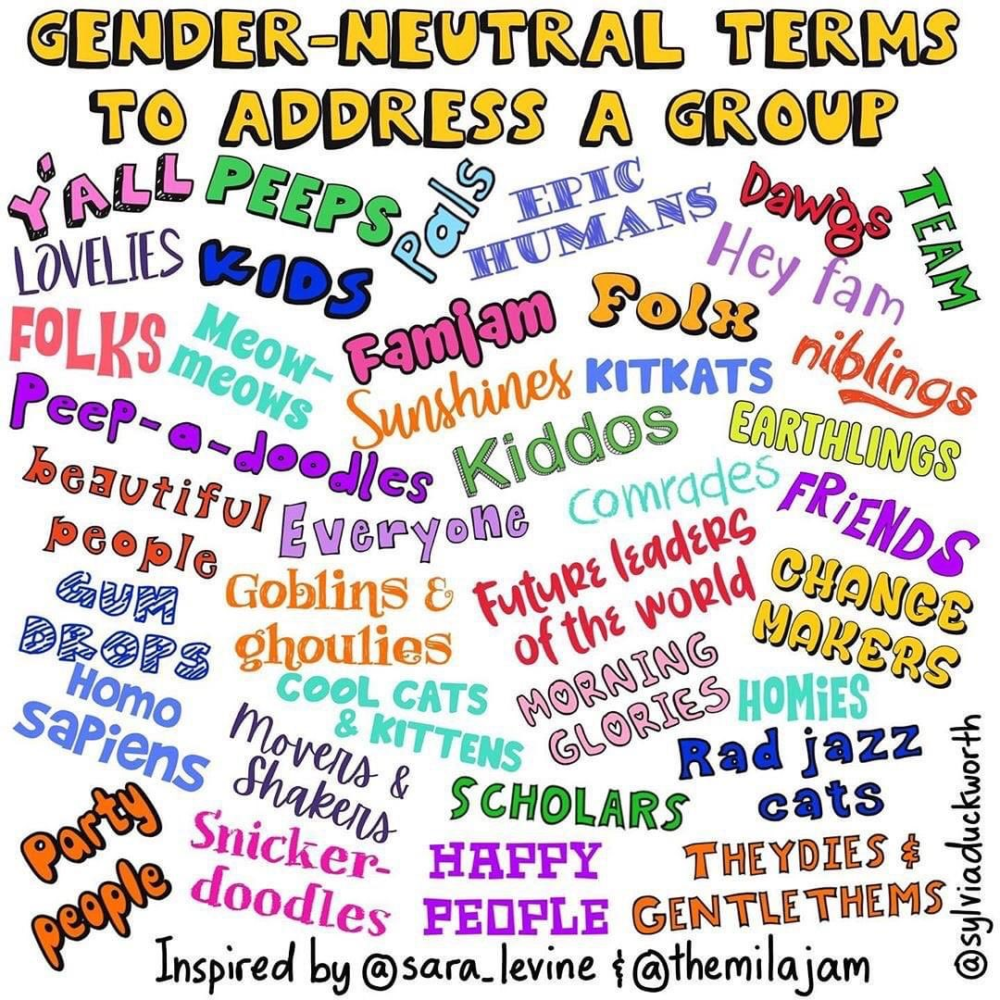 GENDER-NEUTRAL TERMS
TO ADDRESS A GROUP
Y'ALL
PEEPS
Pals
EPIC
HUMANS
Dawgs
TEAM
LOVELIES
KIDS
Hey fam
FOLKS
Meow-
meows
Famjam
Folx
niblings
Sunshines
KITKATS
Peep-a-doodles
Kiddos
EARTHLINGS
beautiful
people
Everyone
comrades
FRiENDS
GUM
DROPS
Goblins &
ghoulies
Future leaders
of the world
CHANGE
MAKERS
Homo
sapiens
COOL CATS
& KITTENS
MORNING
GLORIES
HOMiES
Movers &
Shakers
SCHOLARS
Rad jazz
cats
Party
people
Snicker-
doodles
HAPPY
PEOPLE
THEYDIES &
GENTLETHEMS
@sylviaduckworth
Inspired by @sara_levine & @themilajam